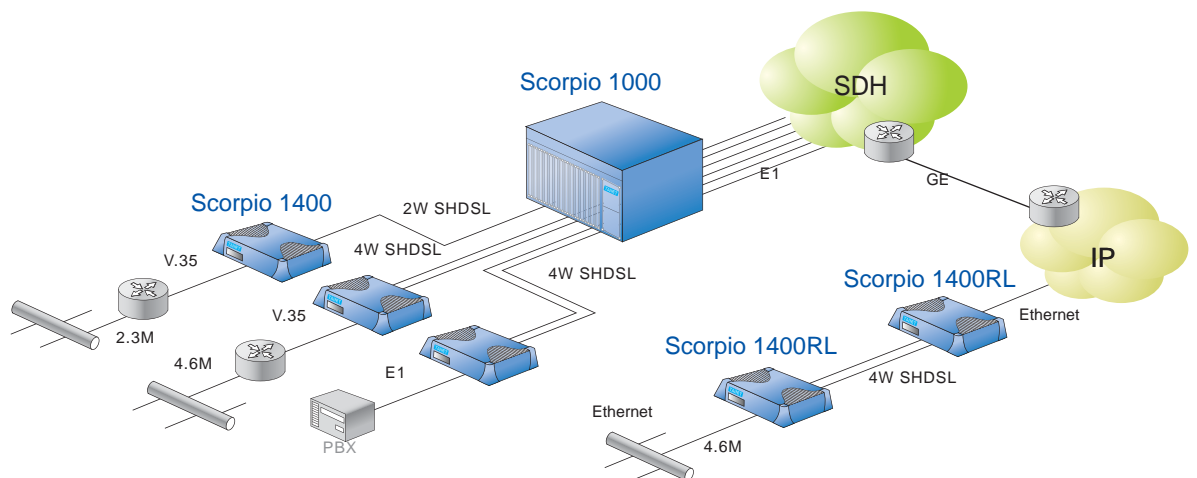 SDH
Scorpio 1000
E1
GE
Scorpio 1400
2W SHDSL
4W SHDSL
V.35
4W SHDSL
IP
Scorpio 1400RL
Ethernet
V.35
2.3M
4.6M
E1
Scorpio 1400RL
4W SHDSL
Ethernet
4.6M
PBX